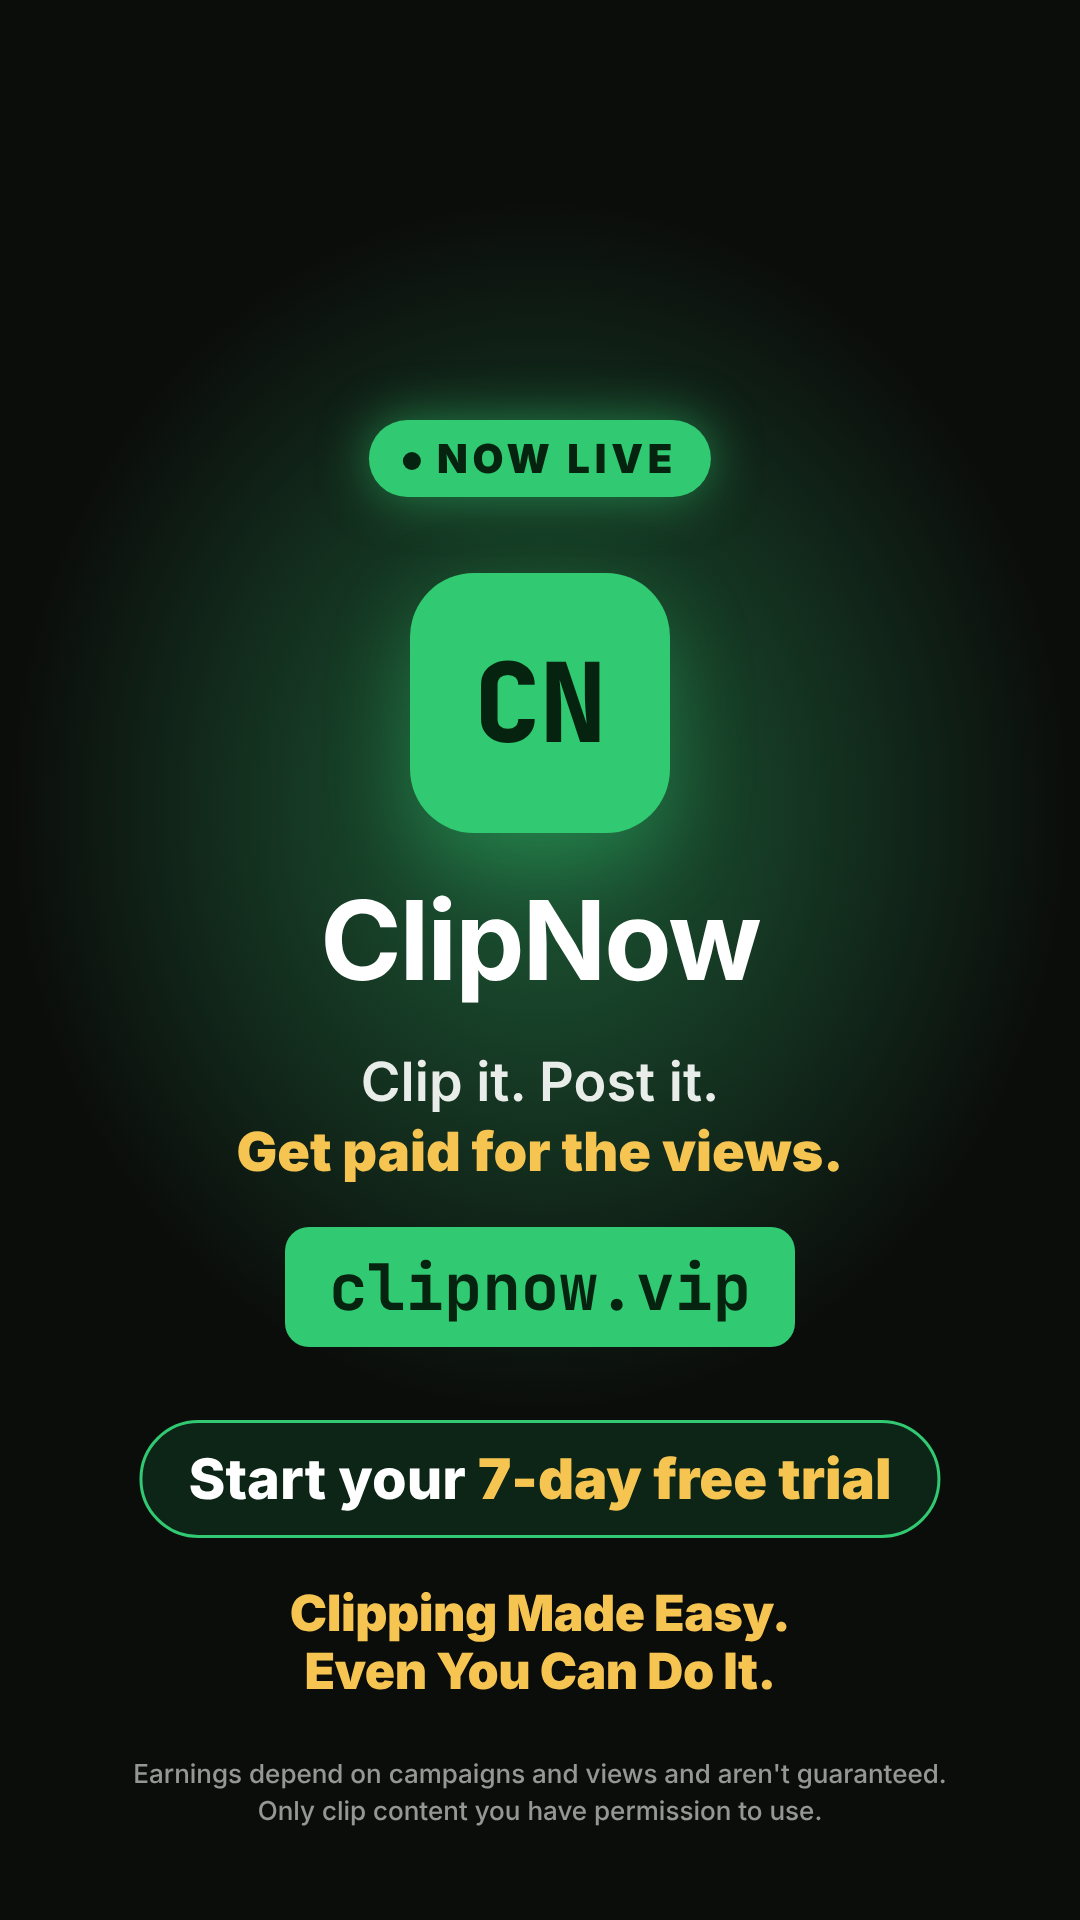 • NOW LIVE
CN
ClipNow
Clip it. Post it.
Get paid for the views.
clipnow.vip
Start your 7-day free trial
Clipping Made Easy.
Even You Can Do It.
Earnings depend on campaigns and views and aren't guaranteed.
Only clip content you have permission to use.